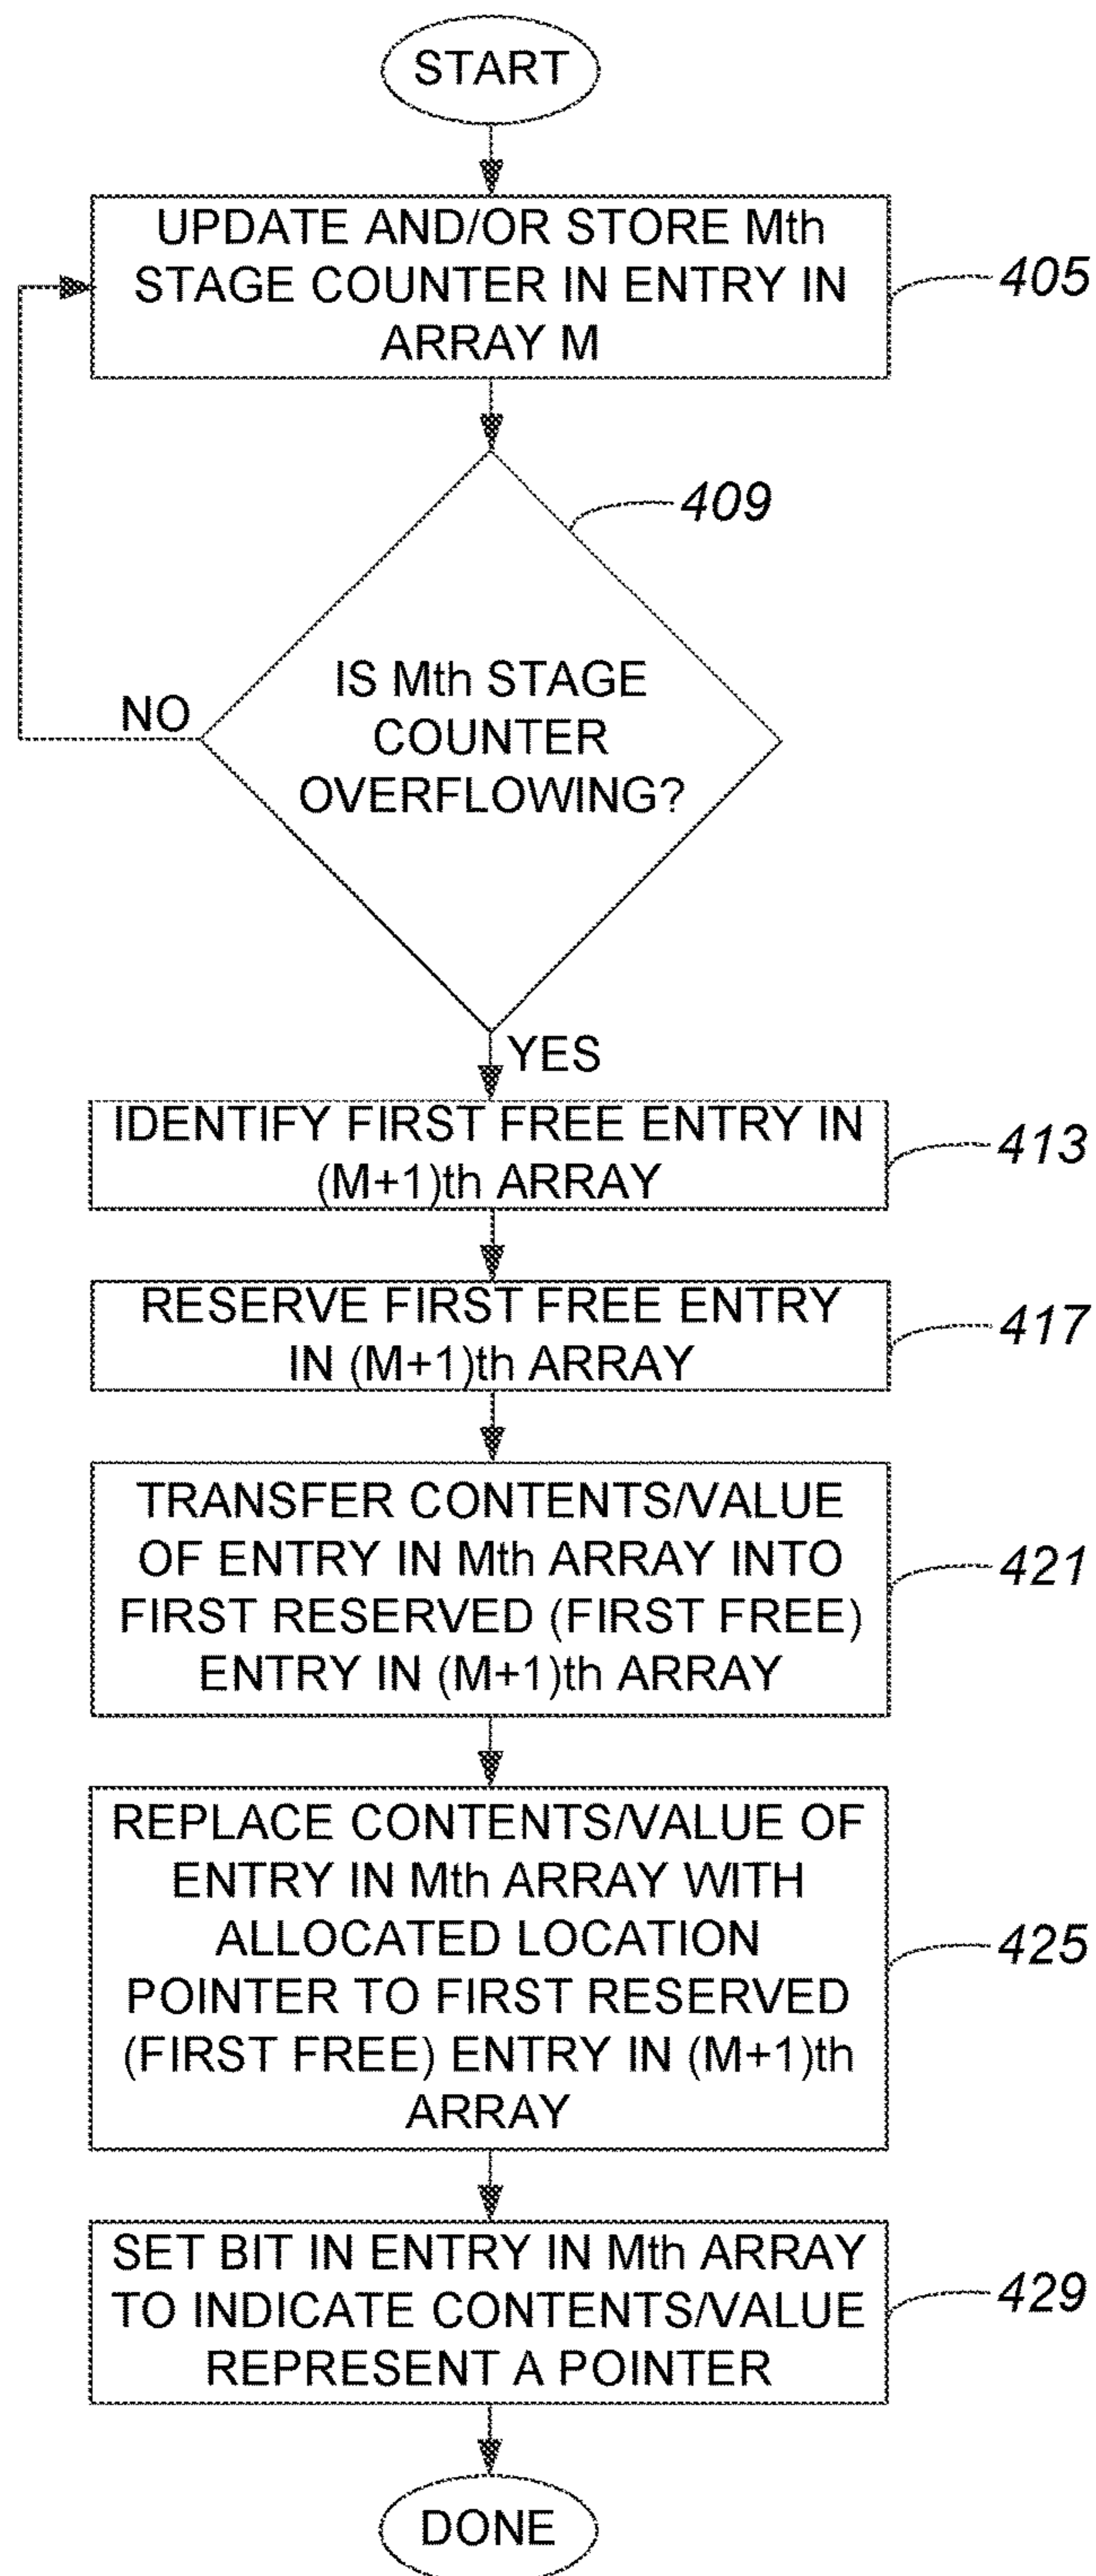 START
UPDATE AND/OR STORE Mth
STAGE COUNTER IN ENTRY IN
ARRAY M
405
409
IS Mth STAGE
COUNTER
OVERFLOWING?
NO
YES
IDENTIFY FIRST FREE ENTRY IN
(M+1)th ARRAY
413
RESERVE FIRST FREE ENTRY
IN (M+1)th ARRAY
417
TRANSFER CONTENTS/VALUE
OF ENTRY IN Mth ARRAY INTO
FIRST RESERVED (FIRST FREE)
ENTRY IN (M+1)th ARRAY
421
REPLACE CONTENTS/VALUE OF
ENTRY IN Mth ARRAY WITH
ALLOCATED LOCATION
POINTER TO FIRST RESERVED
(FIRST FREE) ENTRY IN (M+1)th
ARRAY
425
SET BIT IN ENTRY IN Mth ARRAY
TO INDICATE CONTENTS/VALUE
REPRESENT A POINTER
429
DONE